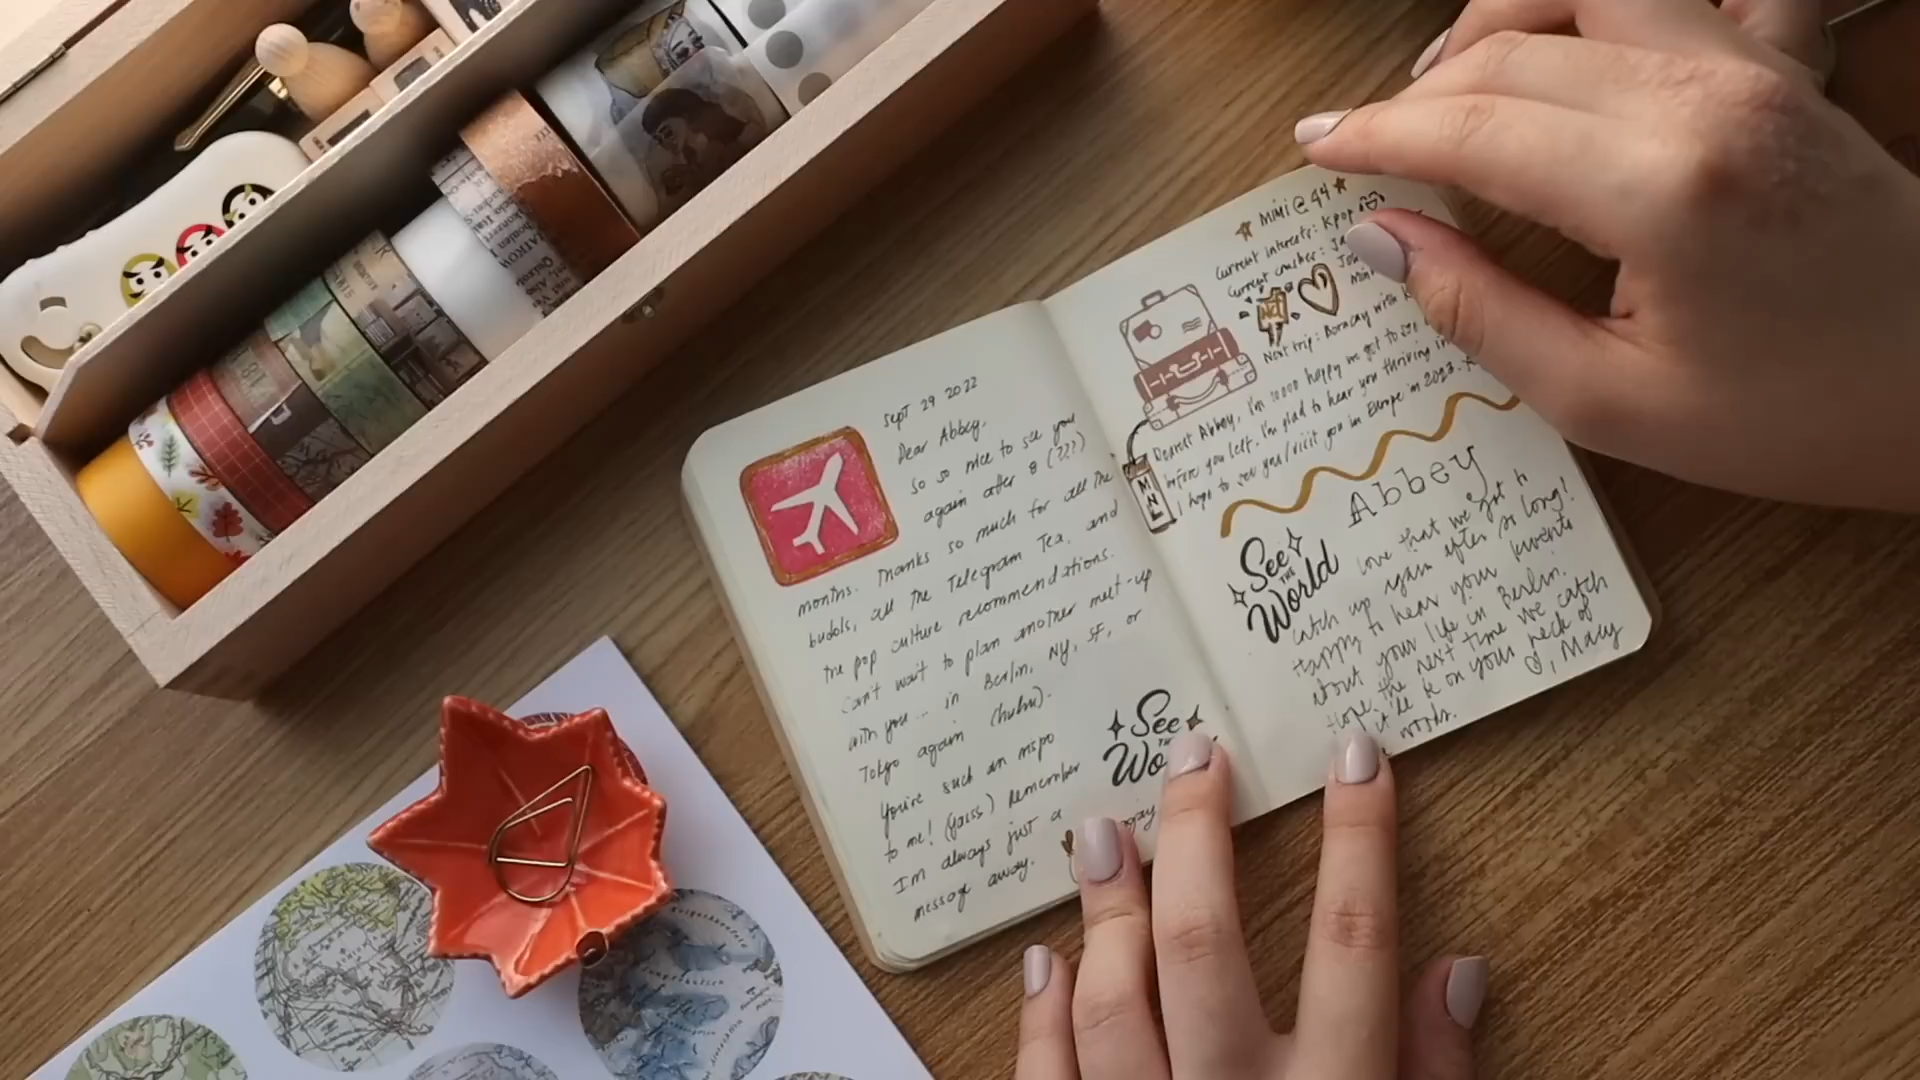 Sept 29 2022
Dear Abbey,
So so nice to see you
again after 8 (???)
months. Thanks so much for all the
budols, all the Telegram Tea, and
the pop culture recommendations.
Can't wait to plan another meet-up
with you... in Berlin, NY, SF, or
Tokyo again (huhu).
You're such an inspo
to me! (yaiss) Remember
I'm always just a
message away.
See
Wo
Mimi @ 44
Current interests: Kpop
Current crushes: Ja
Next trip: Boracay with
Dearest Abbey, I'm soooo happy we got to see
before you left. I'm glad to hear you thriving in
I hope to see you/visit you in Europe in 2023.
MNL
Abbey
See
THE
World
Love that we got to
catch up again after so long!
Happy to hear your kwento
about your life in Berlin.
Hope the next time we catch
it'll be on your neck of
woods.
, Macy